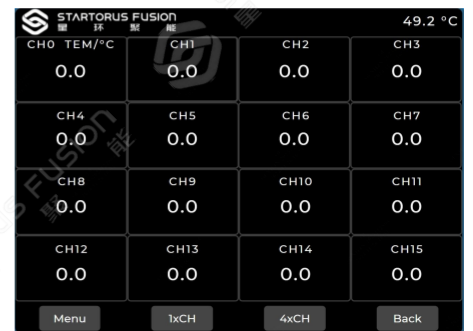 STARTORUS FUSION
星 环 聚 能
49.2 °C
CH0 TEM/°C CH1 CH2 CH3
0.0 0.0 0.0 0.0
CH4 CH5 CH6 CH7
0.0 0.0 0.0 0.0
CH8 CH9 CH10 CH11
0.0 0.0 0.0 0.0
CH12 CH13 CH14 CH15
0.0 0.0 0.0 0.0
Menu 1xCH 4xCH Back